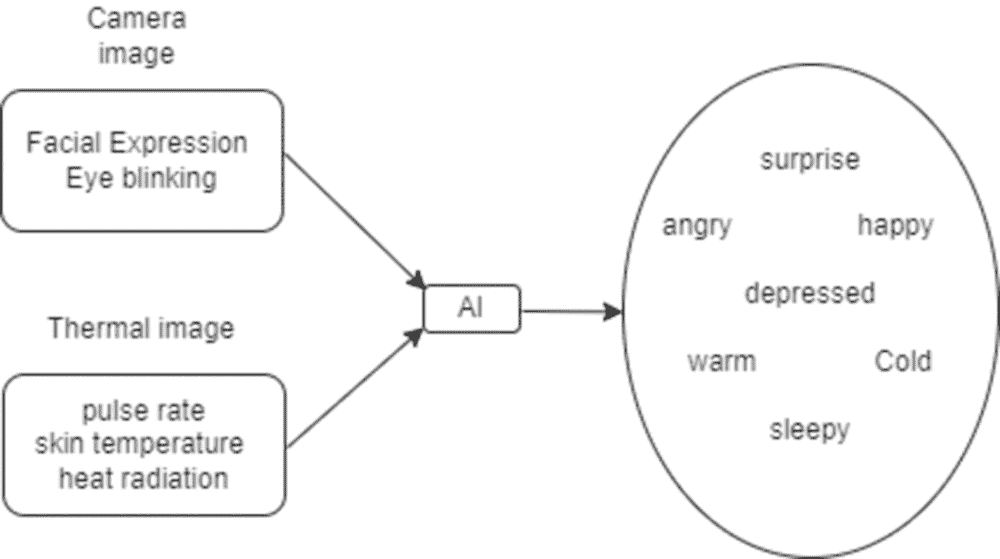 Camera
image
Facial Expression
Eye blinking
Thermal image
pulse rate
skin temperature
heat radiation
AI
surprise
angry happy
depressed
warm Cold
sleepy